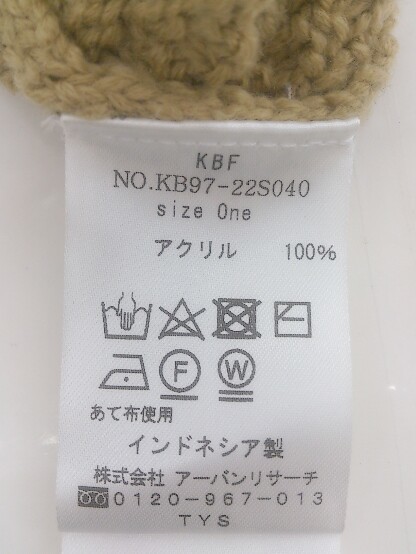 KBF
NO.KB97-22S040
size One
アクリル 100%
F W
あて布使用
インドネシア製
株式会社 アーバンリサーチ
0120-967-013
TYS